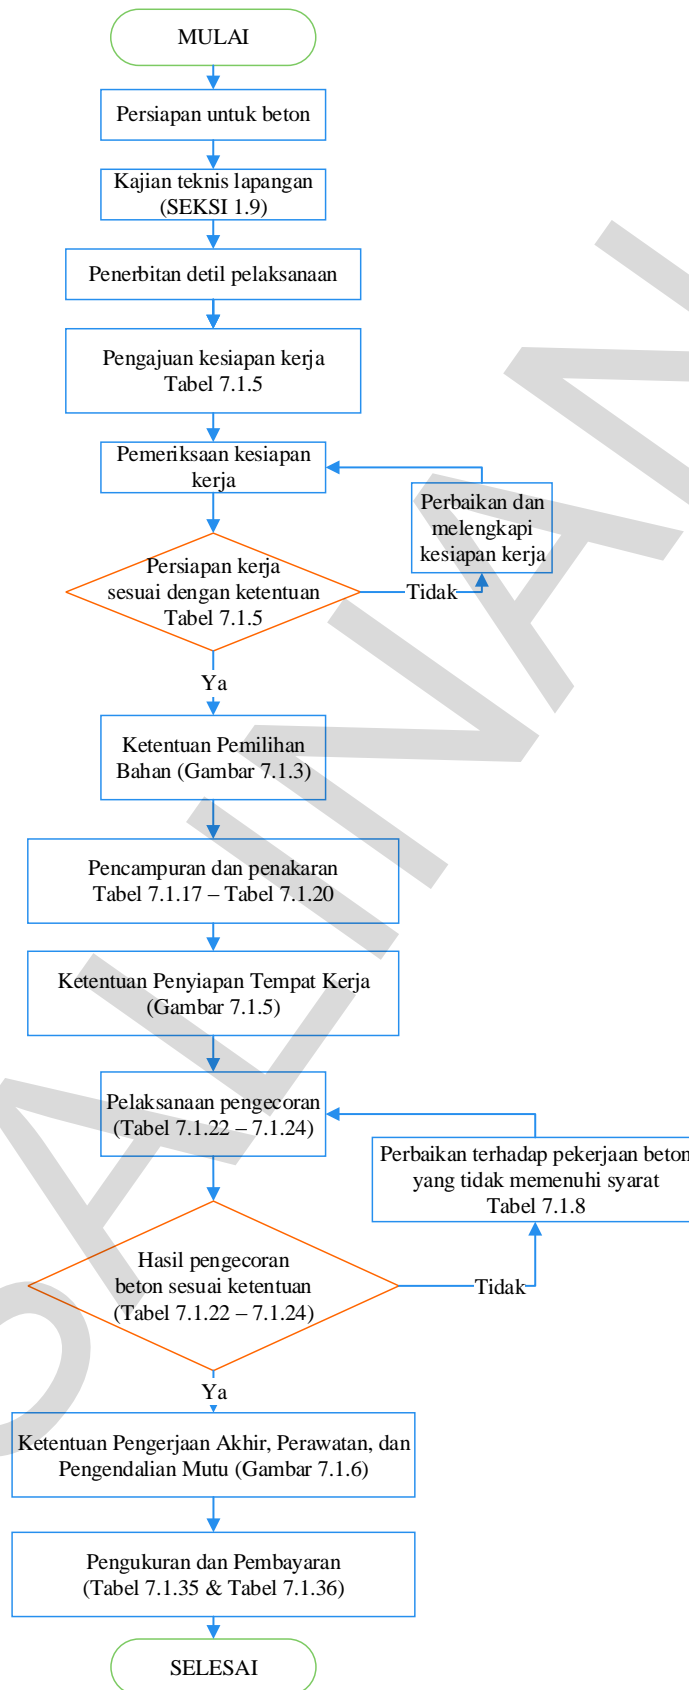 MULAI
Persiapan untuk beton
Kajian teknis lapangan
(SEKSI 1.9)
Penerbitan detil pelaksanaan
Pengajuan kesiapan kerja
Tabel 7.1.5
Pemeriksaan kesiapan
kerja
Perbaikan dan
melengkapi
kesiapan kerja
Persiapan kerja
sesuai dengan ketentuan
Tabel 7.1.5
Tidak
Ya
Ketentuan Pemilihan
Bahan (Gambar 7.1.3)
Pencampuran dan penakaran
Tabel 7.1.17 – Tabel 7.1.20
Ketentuan Penyiapan Tempat Kerja
(Gambar 7.1.5)
Pelaksanaan pengecoran
(Tabel 7.1.22 – 7.1.24)
Perbaikan terhadap pekerjaan beton
yang tidak memenuhi syarat
Tabel 7.1.8
Hasil pengecoran
beton sesuai ketentuan
(Tabel 7.1.22 – 7.1.24)
Tidak
Ya
Ketentuan Pengerjaan Akhir, Perawatan, dan
Pengendalian Mutu (Gambar 7.1.6)
Pengukuran dan Pembayaran
(Tabel 7.1.35 & Tabel 7.1.36)
SELESAI
SALINAN